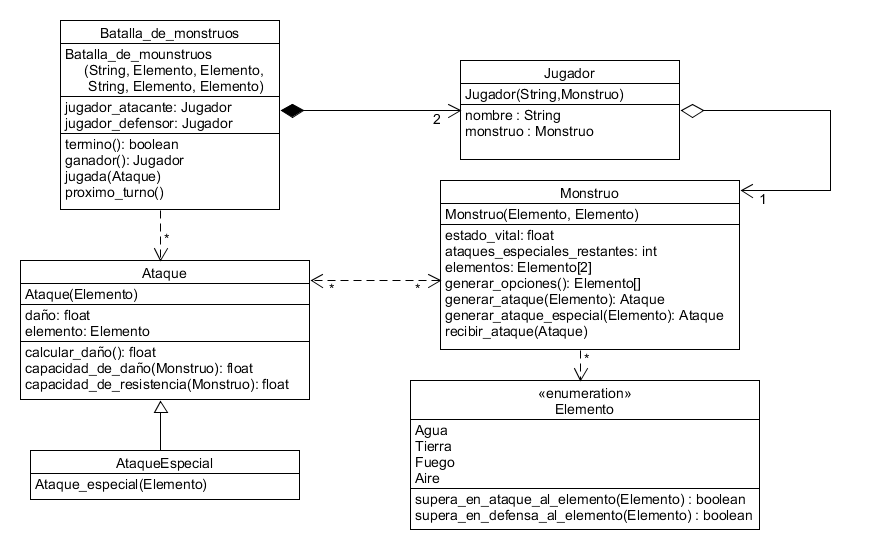 Batalla_de_monstruos
Batalla_de_mounstruos
(String, Elemento, Elemento,
String, Elemento, Elemento)
jugador_atacante: Jugador
jugador_defensor: Jugador
termino(): boolean
ganador(): Jugador
jugada(Ataque)
proximo_turno()
2
Jugador
Jugador(String,Monstruo)
nombre : String
monstruo : Monstruo
1
*
Monstruo
Monstruo(Elemento, Elemento)
estado_vital: float
ataques_especiales_restantes: int
elementos: Elemento[2]
generar_opciones(): Elemento[]
generar_ataque(Elemento): Ataque
generar_ataque_especial(Elemento): Ataque
recibir_ataque(Ataque)
Ataque
Ataque(Elemento)
daño: float
elemento: Elemento
calcular_daño(): float
capacidad_de_daño(Monstruo): float
capacidad_de_resistencia(Monstruo): float
* *
*
AtaqueEspecial
Ataque_especial(Elemento)
«enumeration»
Elemento
Agua
Tierra
Fuego
Aire
supera_en_ataque_al_elemento(Elemento) : boolean
supera_en_defensa_al_elemento(Elemento) : boolean